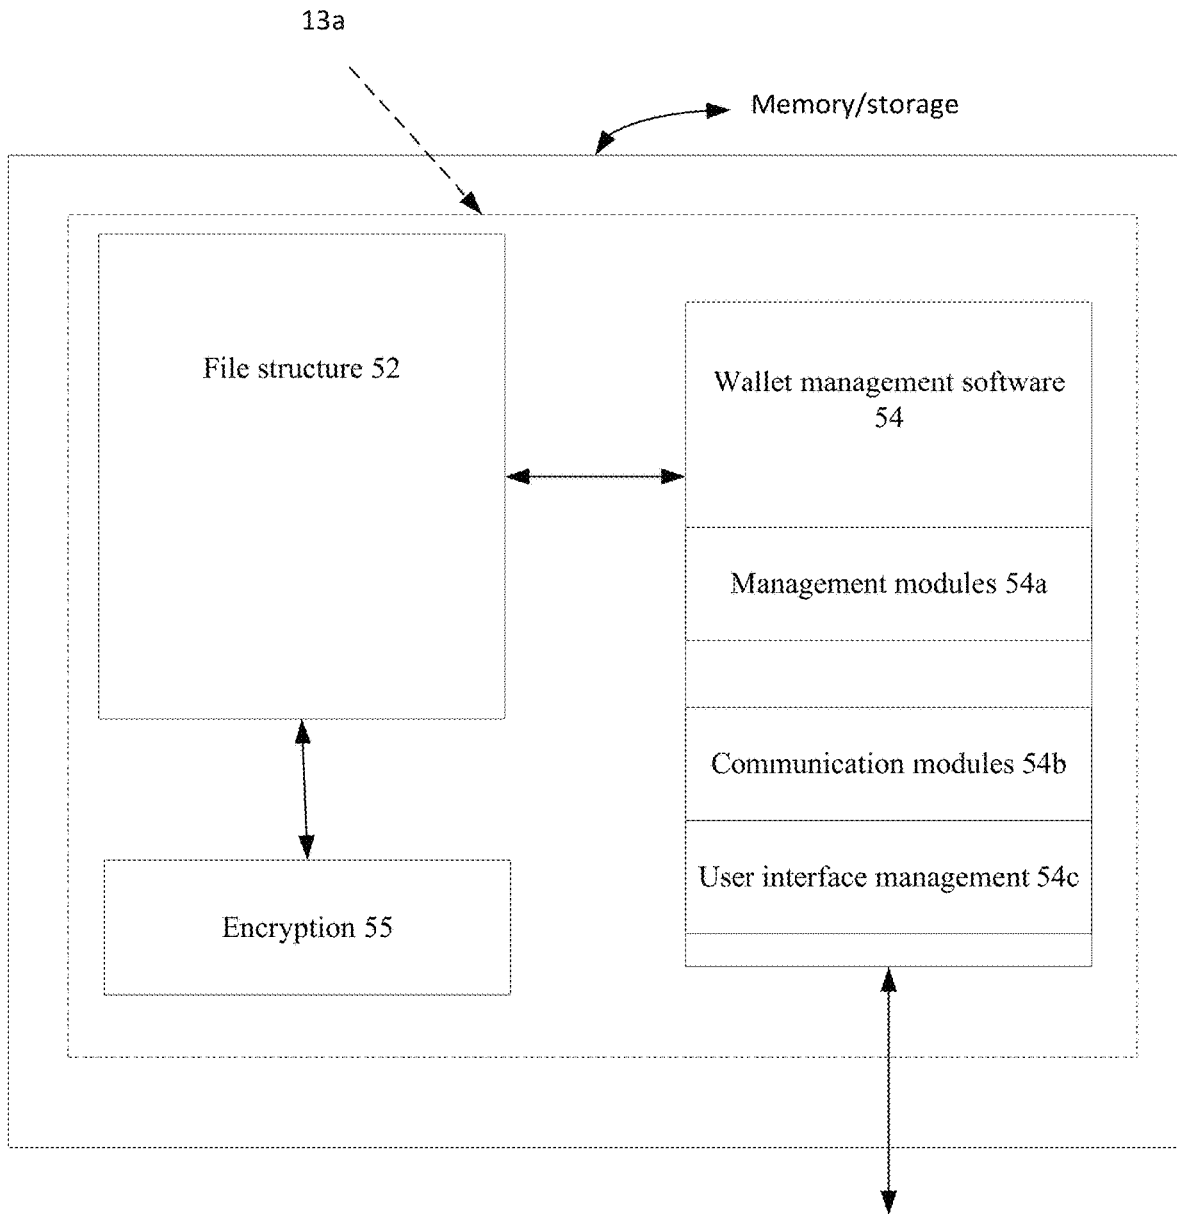 13a
Memory/storage
File structure 52
Wallet management software
54
Management modules 54a
Communication modules 54b
User interface management 54c
Encryption 55